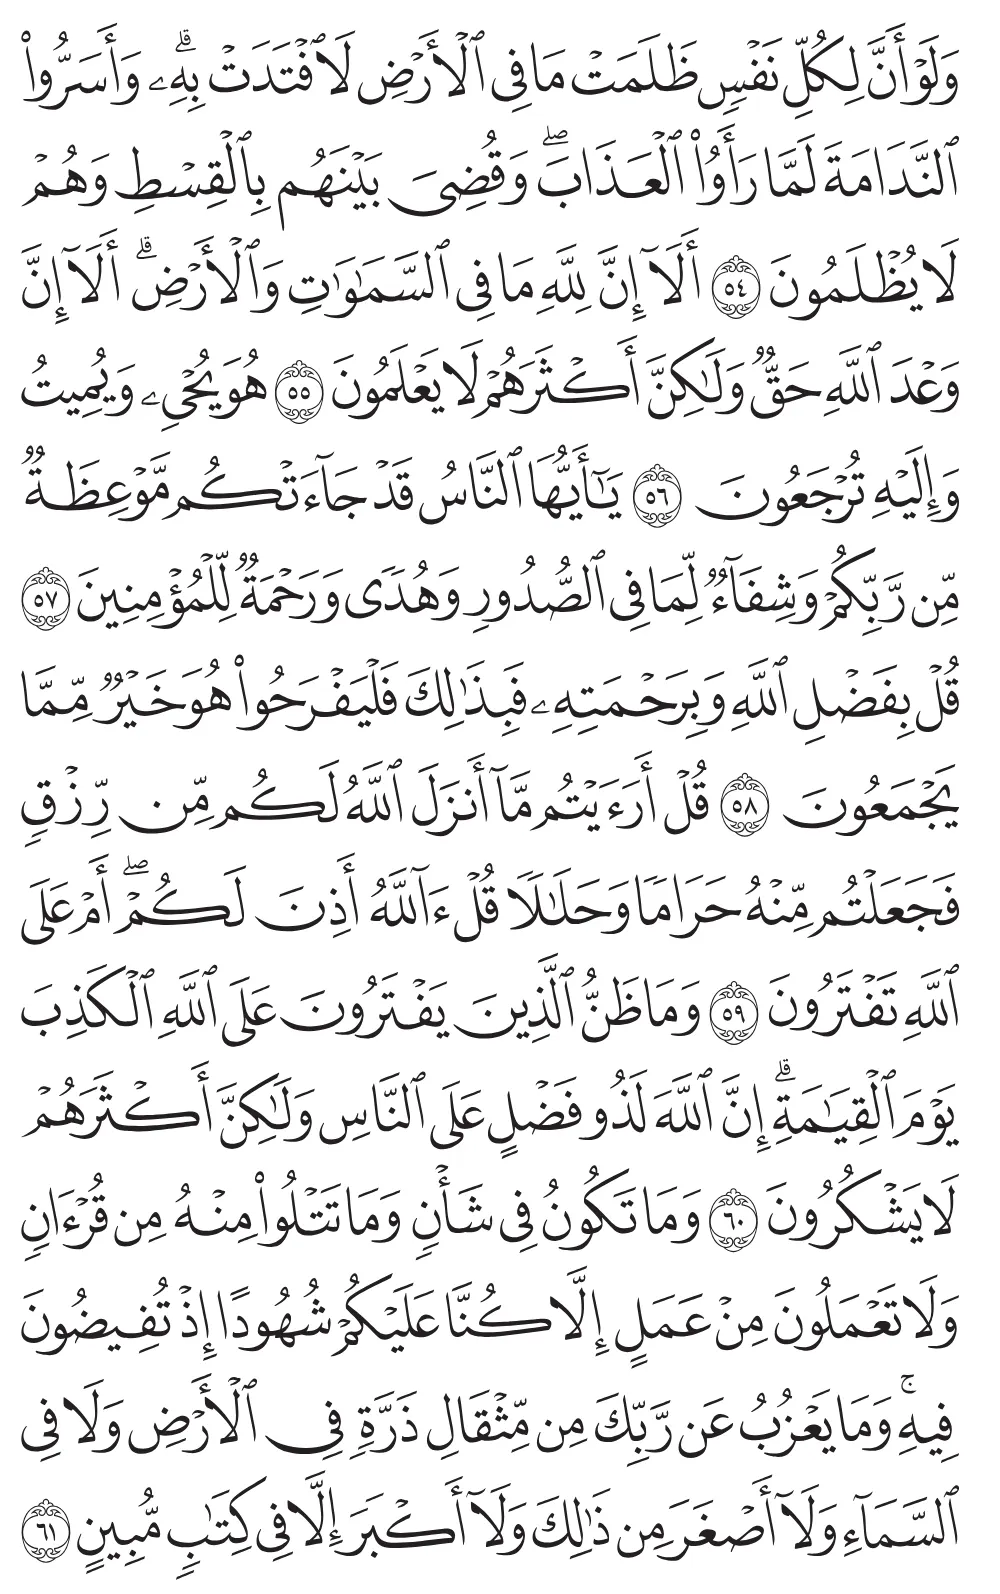 وَلَوۡ أَنَّ لِكُلِّ نَفۡسٖ ظَلَمَتۡ مَا فِي ٱلۡأَرۡضِ لَٱفۡتَدَتۡ بِهِۦۗ وَأَسَرُّواْ
ٱلنَّدَامَةَ لَمَّا رَأَوُاْ ٱلۡعَذَابَۖ وَقُضِيَ بَيۡنَهُم بِٱلۡقِسۡطِ وَهُمۡ
لَا يُظۡلَمُونَ ٥٤ أَلَآ إِنَّ لِلَّهِ مَا فِي ٱلسَّمَٰوَٰتِ وَٱلۡأَرۡضِۗ أَلَآ إِنَّ
وَعۡدَ ٱللَّهِ حَقّٞ وَلَٰكِنَّ أَكۡثَرَهُمۡ لَا يَعۡلَمُونَ ٥٥ هُوَ يُحۡيِۦ وَيُمِيتُ
وَإِلَيۡهِ تُرۡجَعُونَ ٥٦ يَٰٓأَيُّهَا ٱلنَّاسُ قَدۡ جَآءَتۡكُم مَّوۡعِظَةٞ
مِّن رَّبِّكُمۡ وَشِفَآءٞ لِّمَا فِي ٱلصُّدُورِ وَهُدٗى وَرَحۡمَةٞ لِّلۡمُؤۡمِنِينَ ٥٧
قُلۡ بِفَضۡلِ ٱللَّهِ وَبِرَحۡمَتِهِۦ فَبِذَٰلِكَ فَلۡيَفۡرَحُواْ هُوَ خَيۡرٞ مِّمَّا
يَجۡمَعُونَ ٥٨ قُلۡ أَرَءَيۡتُم مَّآ أَنزَلَ ٱللَّهُ لَكُم مِّن رِّزۡقٖ
فَجَعَلۡتُم مِّنۡهُ حَرَامٗا وَحَلَٰلٗا قُلۡ ءَآللَّهُ أَذِنَ لَكُمۡۖ أَمۡ عَلَى
ٱللَّهِ تَفۡتَرُونَ ٥٩ وَمَا ظَنُّ ٱلَّذِينَ يَفۡتَرُونَ عَلَى ٱللَّهِ ٱلۡكَذِبَ
يَوۡمَ ٱلۡقِيَٰمَةِۗ إِنَّ ٱللَّهَ لَذُو فَضۡلٍ عَلَى ٱلنَّاسِ وَلَٰكِنَّ أَكۡثَرَهُمۡ
لَا يَشۡكُرُونَ ٦٠ وَمَا تَكُونُ فِي شَأۡنٖ وَمَا تَتۡلُواْ مِنۡهُ مِن قُرۡءَانٖ
وَلَا تَعۡمَلُونَ مِنۡ عَمَلٍ إِلَّا كُنَّا عَلَيۡكُمۡ شُهُودًا إِذۡ تُفِيضُونَ
فِيهِۚ وَمَا يَعۡزُبُ عَن رَّبِّكَ مِن مِّثۡقَالِ ذَرَّةٖ فِي ٱلۡأَرۡضِ وَلَا فِي
ٱلسَّمَآءِ وَلَآ أَصۡغَرَ مِن ذَٰلِكَ وَلَآ أَكۡبَرَ إِلَّا فِي كِتَٰبٖ مُّبِينٍ ٦١